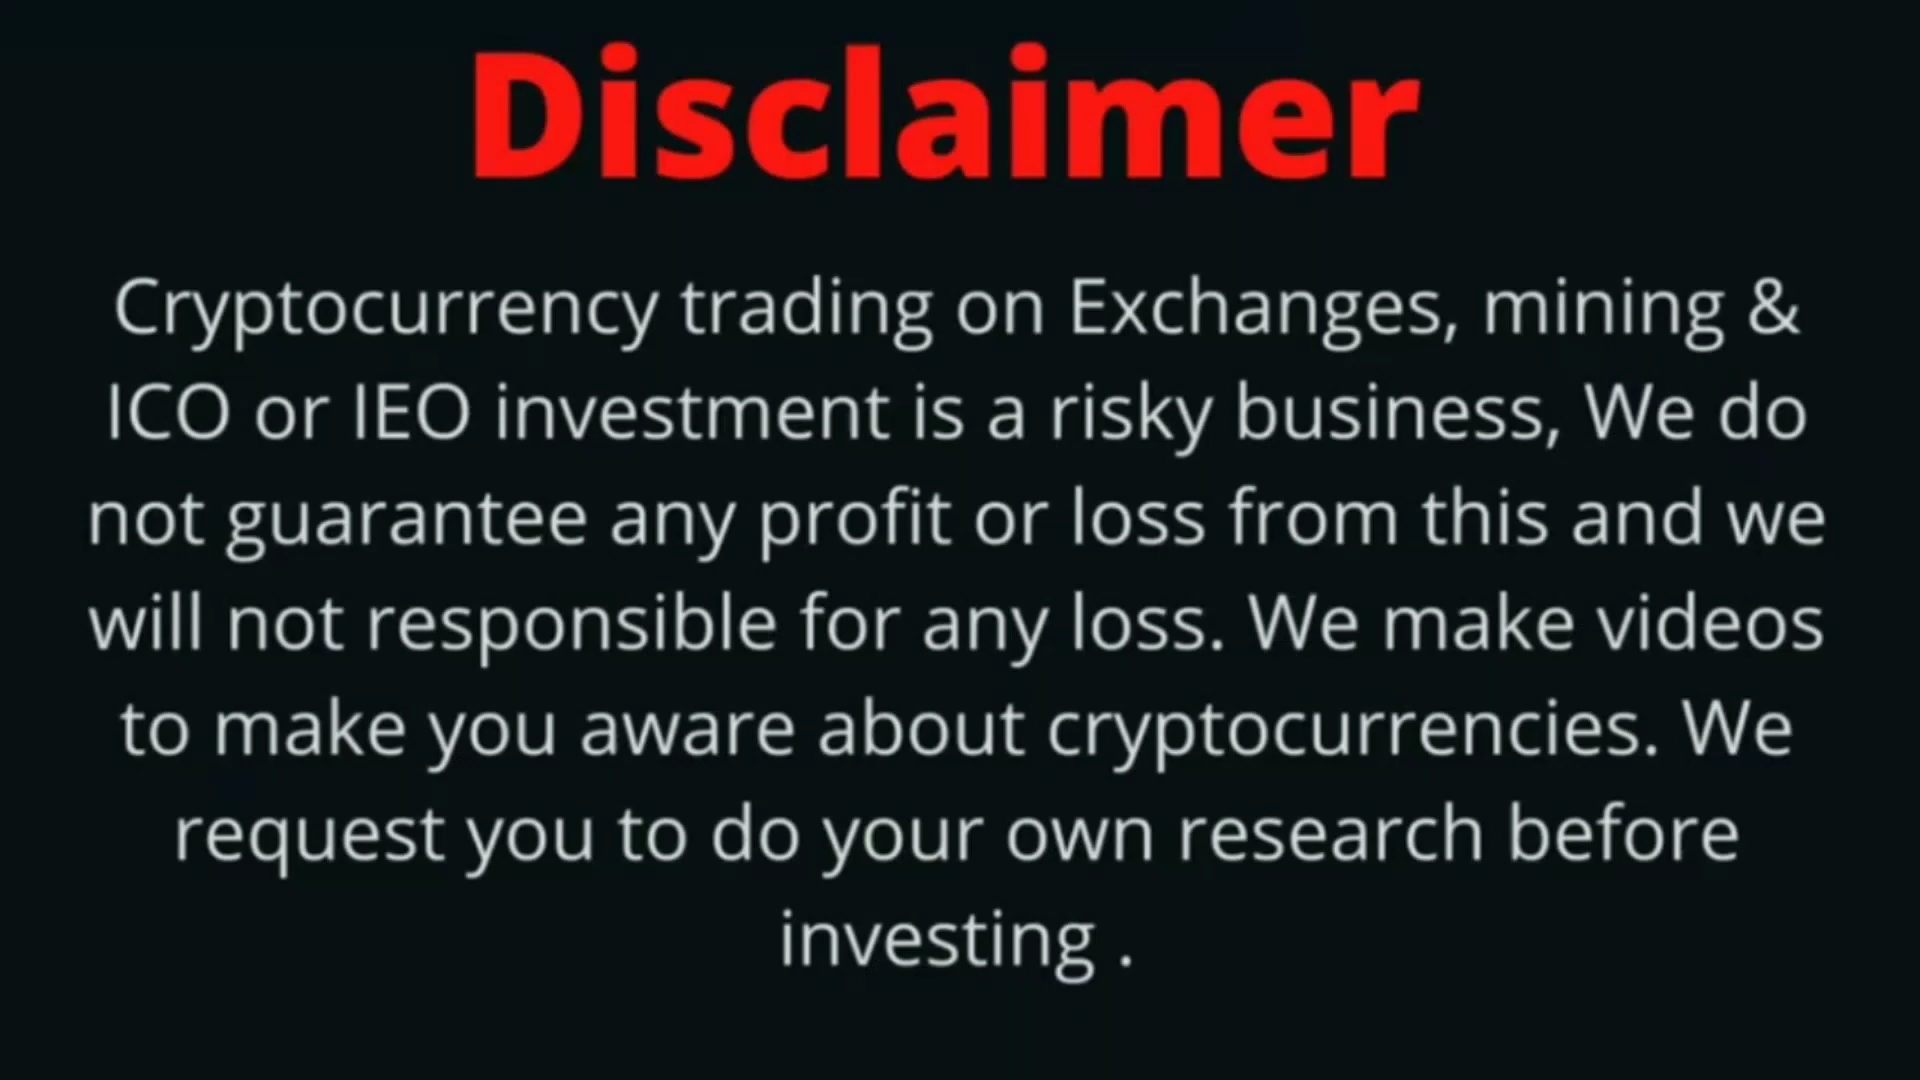 Disclaimer
Cryptocurrency trading on Exchanges, mining &
ICO or IEO investment is a risky business, We do
not guarantee any profit or loss from this and we
will not responsible for any loss. We make videos
to make you aware about cryptocurrencies. We
request you to do your own research before
investing .